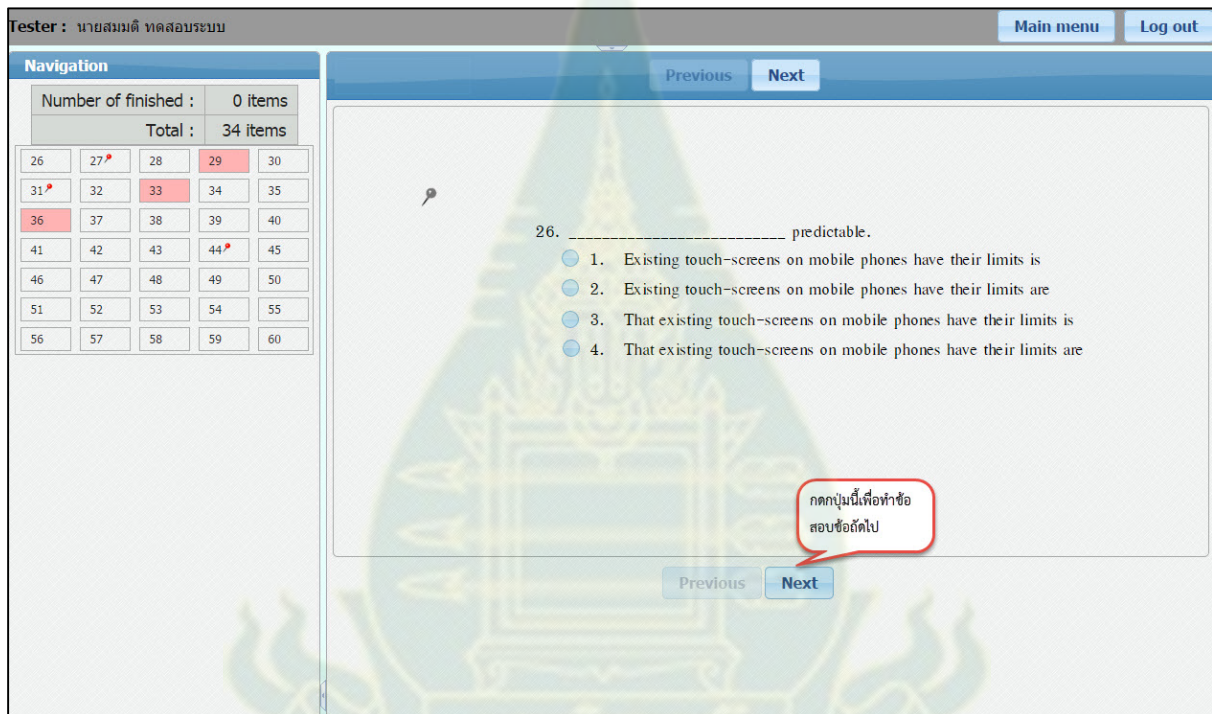 Tester : นายสมมติ ทดสอบระบบ
Main menu
Log out
Navigation
Number of finished : 0 items
Total : 34 items
26 27 28 29 30
31 32 33 34 35
36 37 38 39 40
41 42 43 44 45
46 47 48 49 50
51 52 53 54 55
56 57 58 59 60
Previous Next
26. __________________________ predictable.
1. Existing touch-screens on mobile phones have their limits is
2. Existing touch-screens on mobile phones have their limits are
3. That existing touch-screens on mobile phones have their limits is
4. That existing touch-screens on mobile phones have their limits are
กดกปุ่มนี้เพื่อทำข้อ
สอบข้อถัดไป
Previous Next